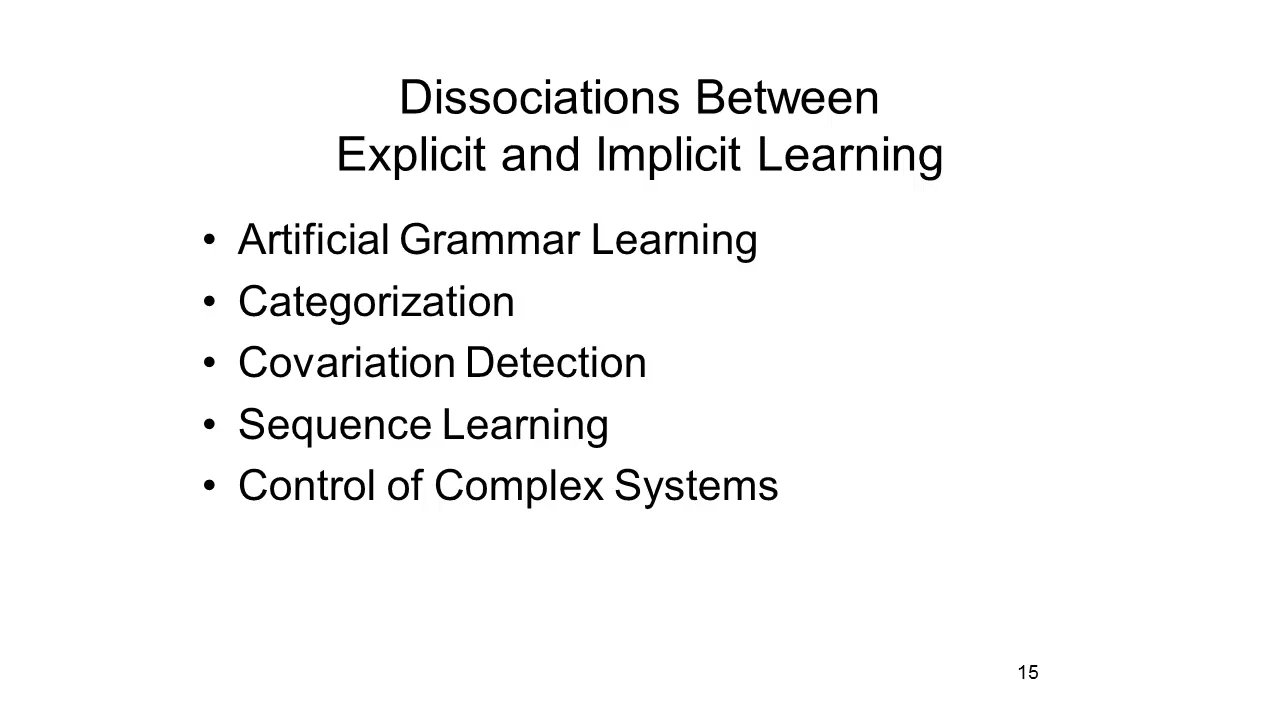 Dissociations Between
Explicit and Implicit Learning
• Artificial Grammar Learning
• Categorization
• Covariation Detection
• Sequence Learning
• Control of Complex Systems
15